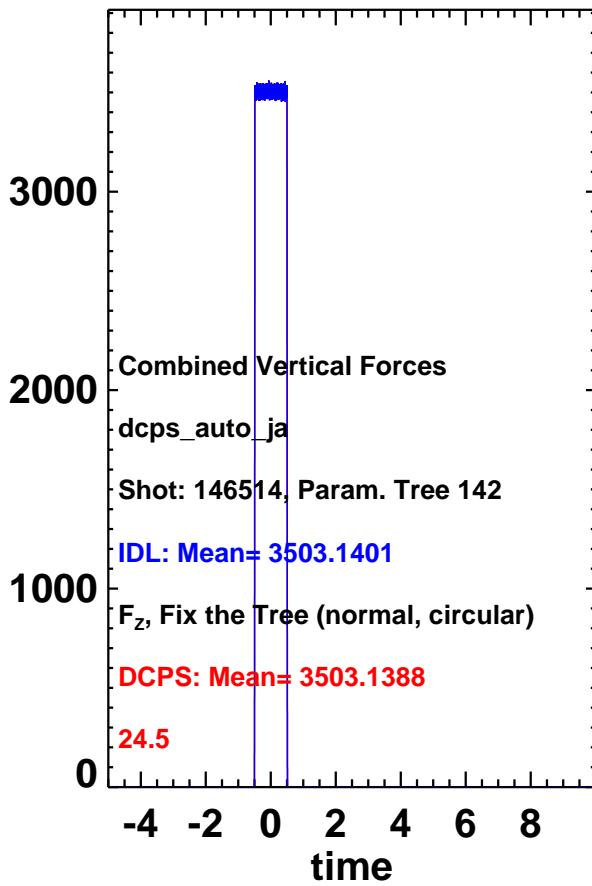 3000
2000
1000
0
Combined Vertical Forces
dcps_auto_ja
Shot: 146514, Param. Tree 142
IDL: Mean= 3503.1401
F_Z, Fix the Tree (normal, circular)
DCPS: Mean= 3503.1388
24.5
-4 -2 0 2 4 6 8
time